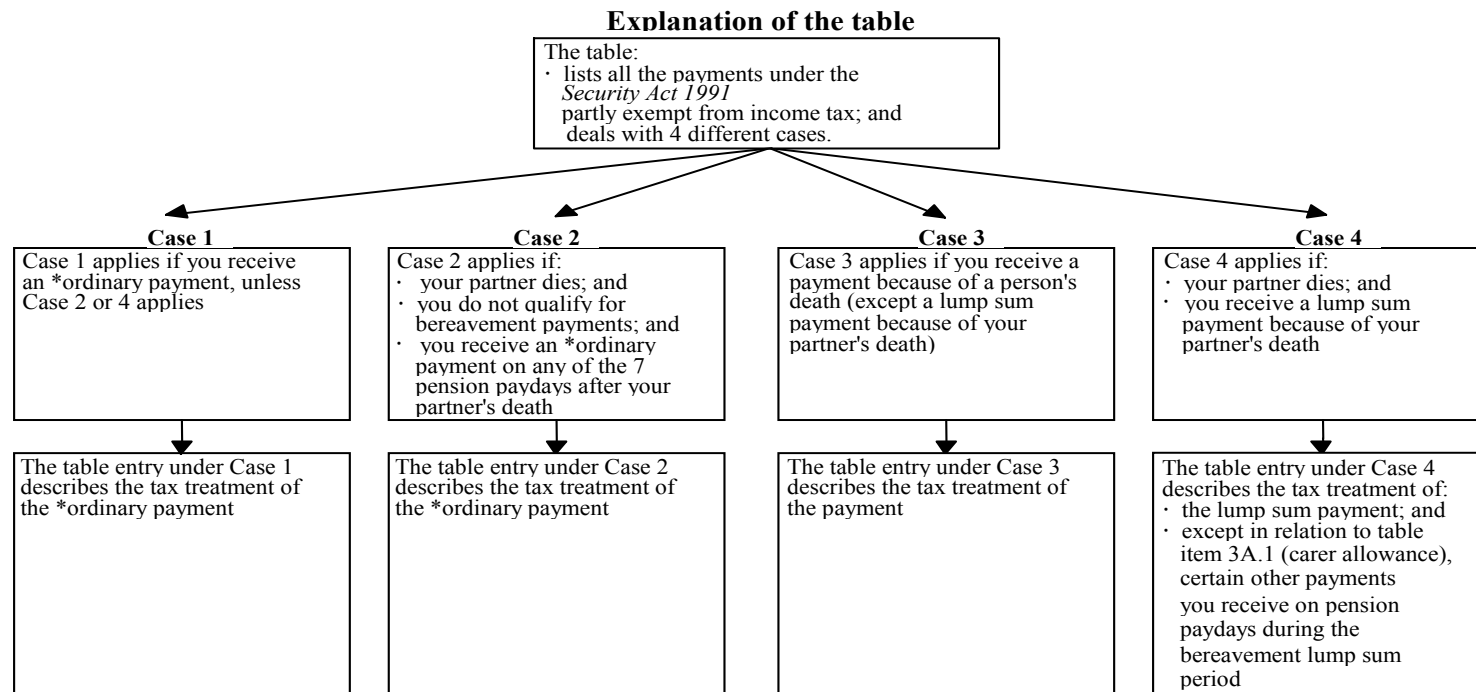 Explanation of the table
The table:
· lists all the payments under the
Security Act 1991
partly exempt from income tax; and
deals with 4 different cases.
Case 1
Case 1 applies if you receive
an *ordinary payment, unless
Case 2 or 4 applies
The table entry under Case 1
describes the tax treatment of
the *ordinary payment
Case 2
Case 2 applies if:
· your partner dies; and
· you do not qualify for
bereavement payments; and
· you receive an *ordinary
payment on any of the 7
pension paydays after your
partner's death
The table entry under Case 2
describes the tax treatment of
the *ordinary payment
Case 3
Case 3 applies if you receive a
payment because of a person's
death (except a lump sum
payment because of your
partner's death)
The table entry under Case 3
describes the tax treatment of
the payment
Case 4
Case 4 applies if:
· your partner dies; and
· you receive a lump sum
payment because of your
partner's death
The table entry under Case 4
describes the tax treatment of:
· the lump sum payment; and
· except in relation to table
item 3A.1 (carer allowance),
certain other payments
you receive on pension
paydays during the
bereavement lump sum
period